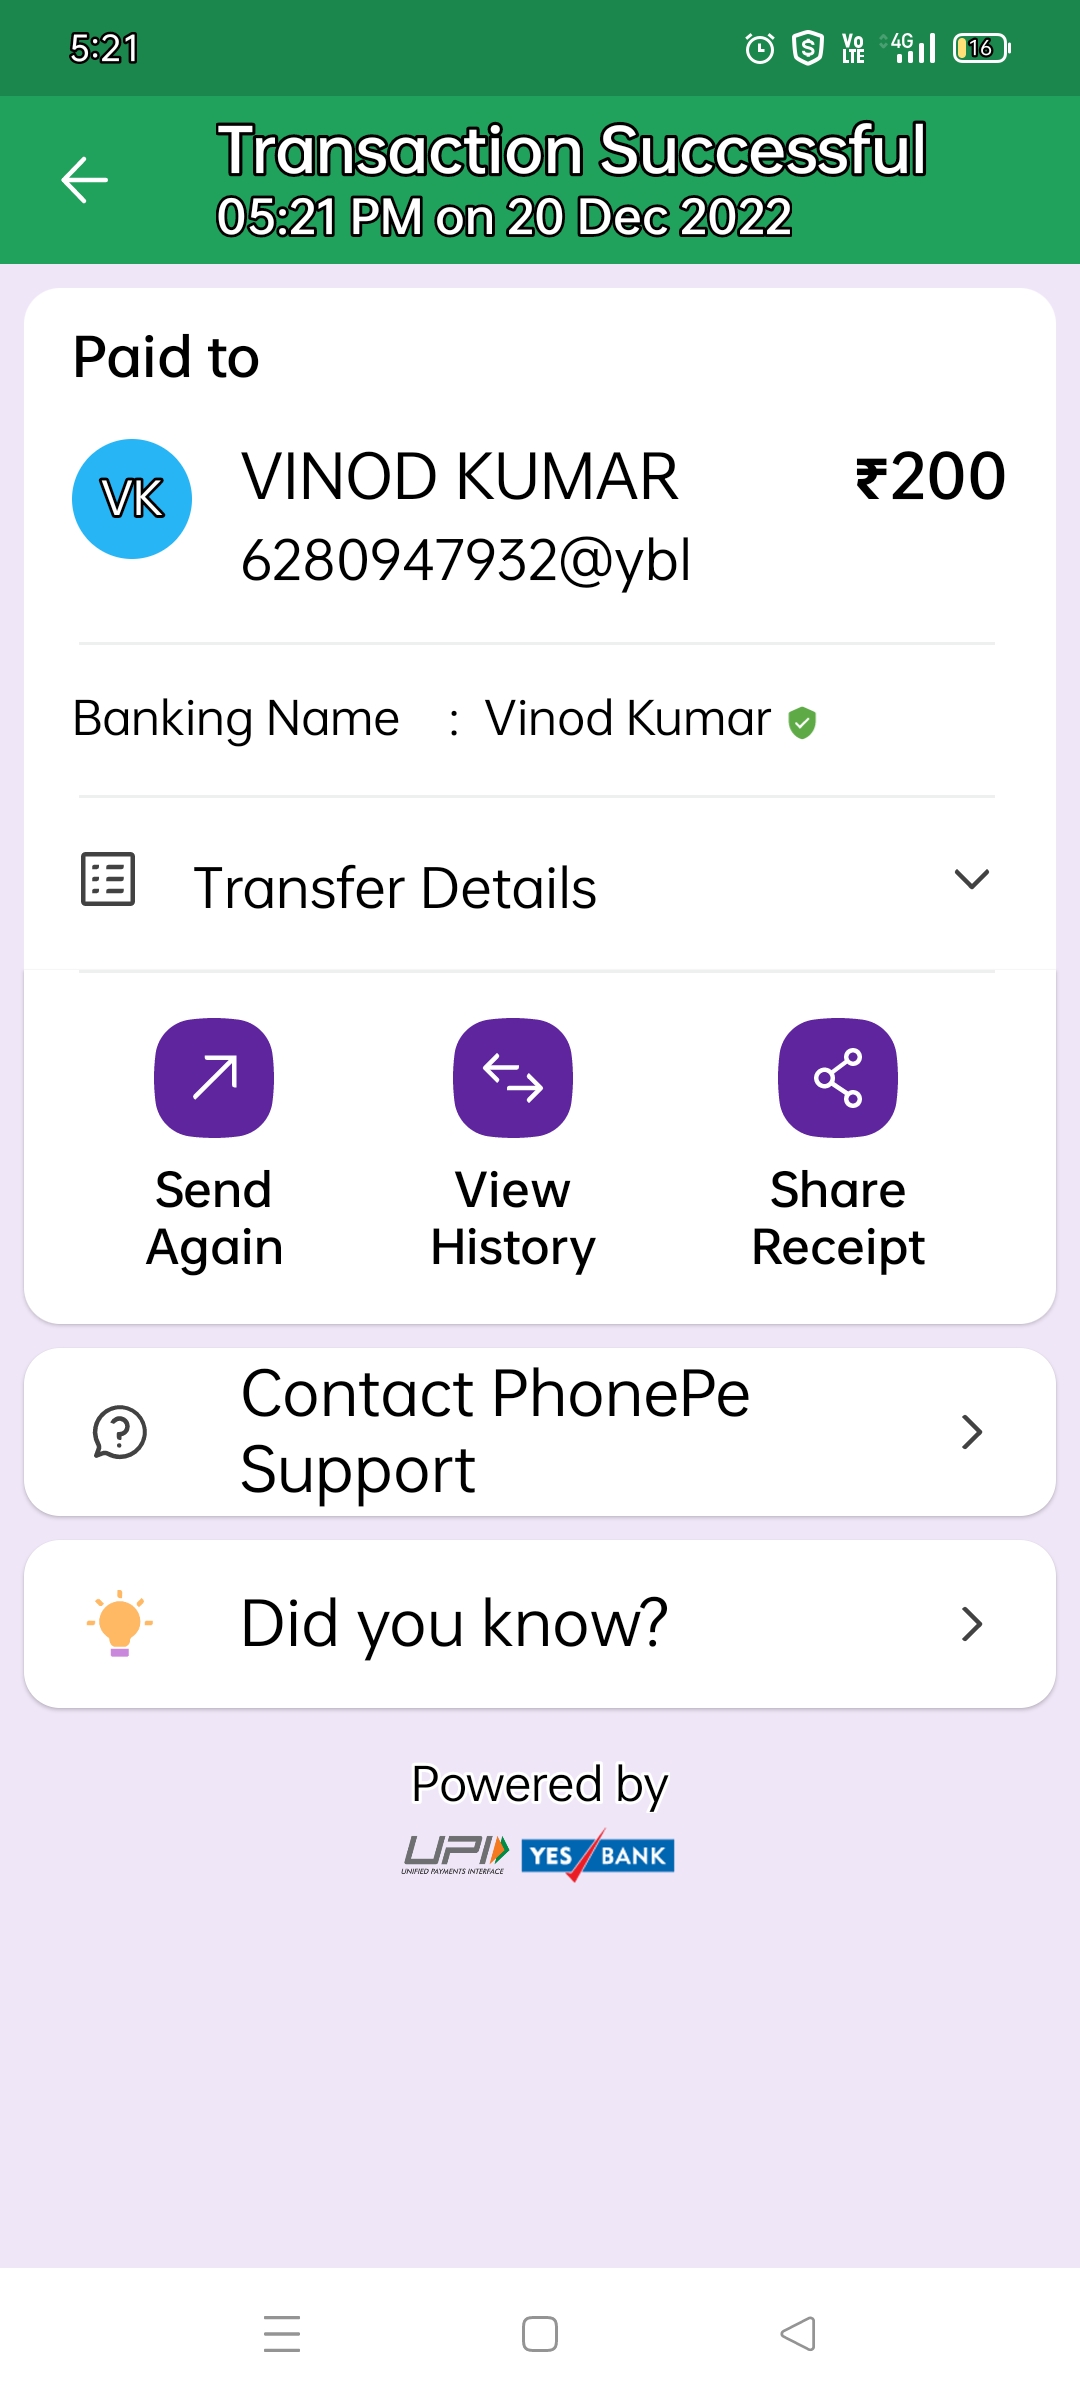 5:21
Vo LTE 4G 16
Transaction Successful
05:21 PM on 20 Dec 2022
Paid to
VK
VINOD KUMAR ₹200
6280947932@ybl
Banking Name : Vinod Kumar
Transfer Details
Send Again
View History
Share Receipt
Contact PhonePe
Support
Did you know?
Powered by
UPI YES BANK
UNIFIED PAYMENTS INTERFACE